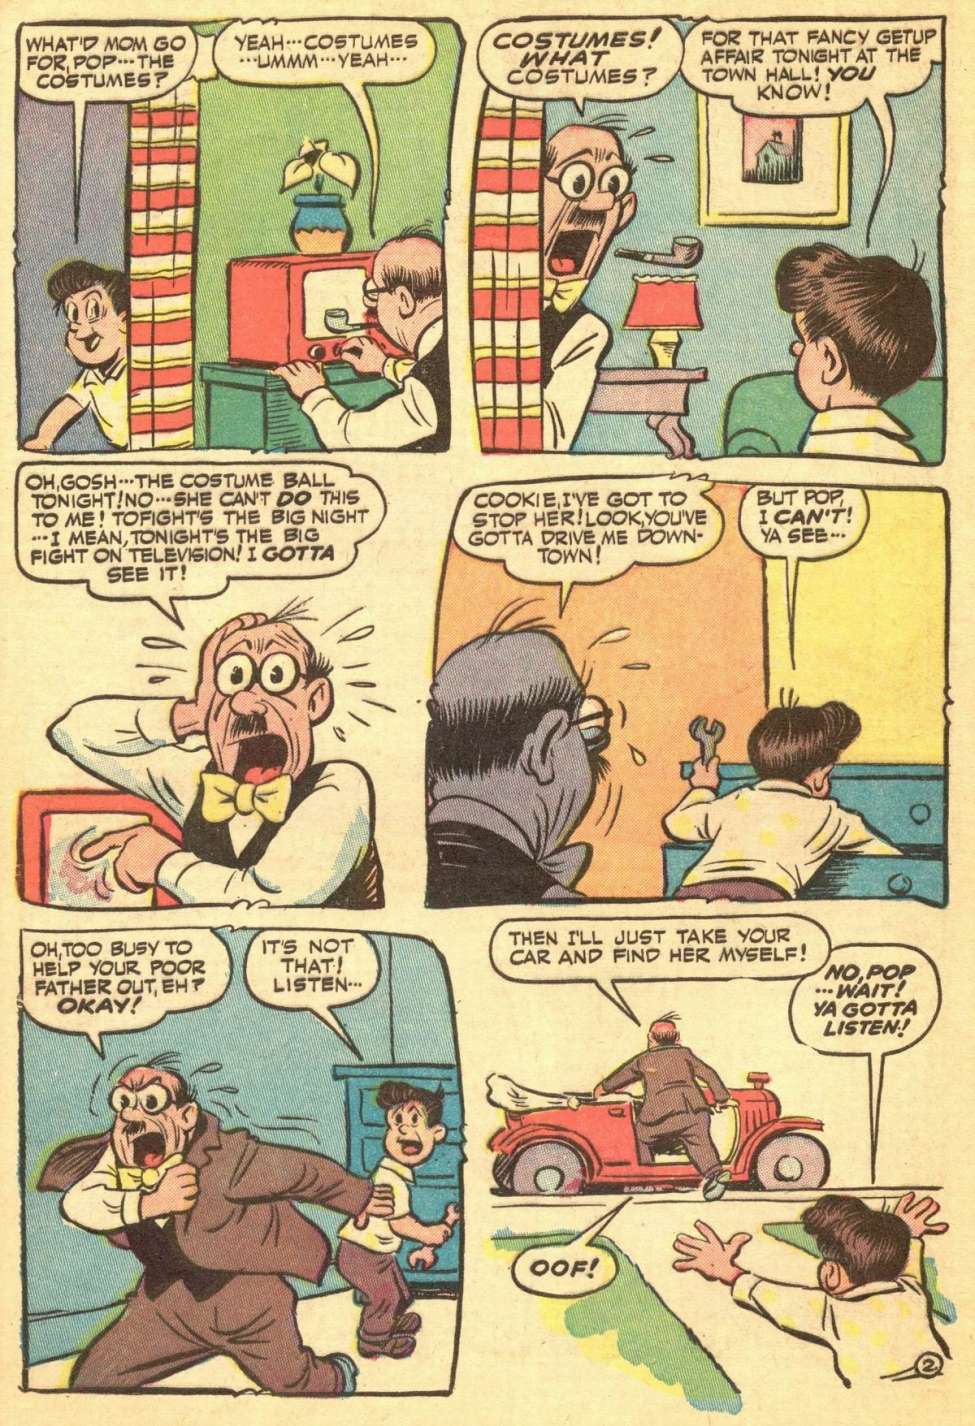 WHAT'D MOM GO
FOR, POP···THE
COSTUMES?
YEAH···COSTUMES
···UMMM···YEAH···
COSTUMES!
WHAT
COSTUMES?
FOR THAT FANCY GETUP
AFFAIR TONIGHT AT THE
TOWN HALL! YOU
KNOW!
OH, GOSH···THE COSTUME BALL
TONIGHT! NO···SHE CAN'T DO THIS
TO ME! TOFIGHT'S THE BIG NIGHT
···I MEAN, TONIGHT'S THE BIG
FIGHT ON TELEVISION! I GOTTA
SEE IT!
COOKIE, I'VE GOT TO
STOP HER! LOOK, YOU'VE
GOTTA DRIVE ME DOWN-
TOWN!
BUT POP,
I CAN'T!
YA SEE···
OH, TOO BUSY TO
HELP YOUR POOR
FATHER OUT, EH?
OKAY!
IT'S NOT
THAT!
LISTEN···
THEN I'LL JUST TAKE YOUR
CAR AND FIND HER MYSELF!
NO, POP
···WAIT!
YA GOTTA
LISTEN!
OOF!
2